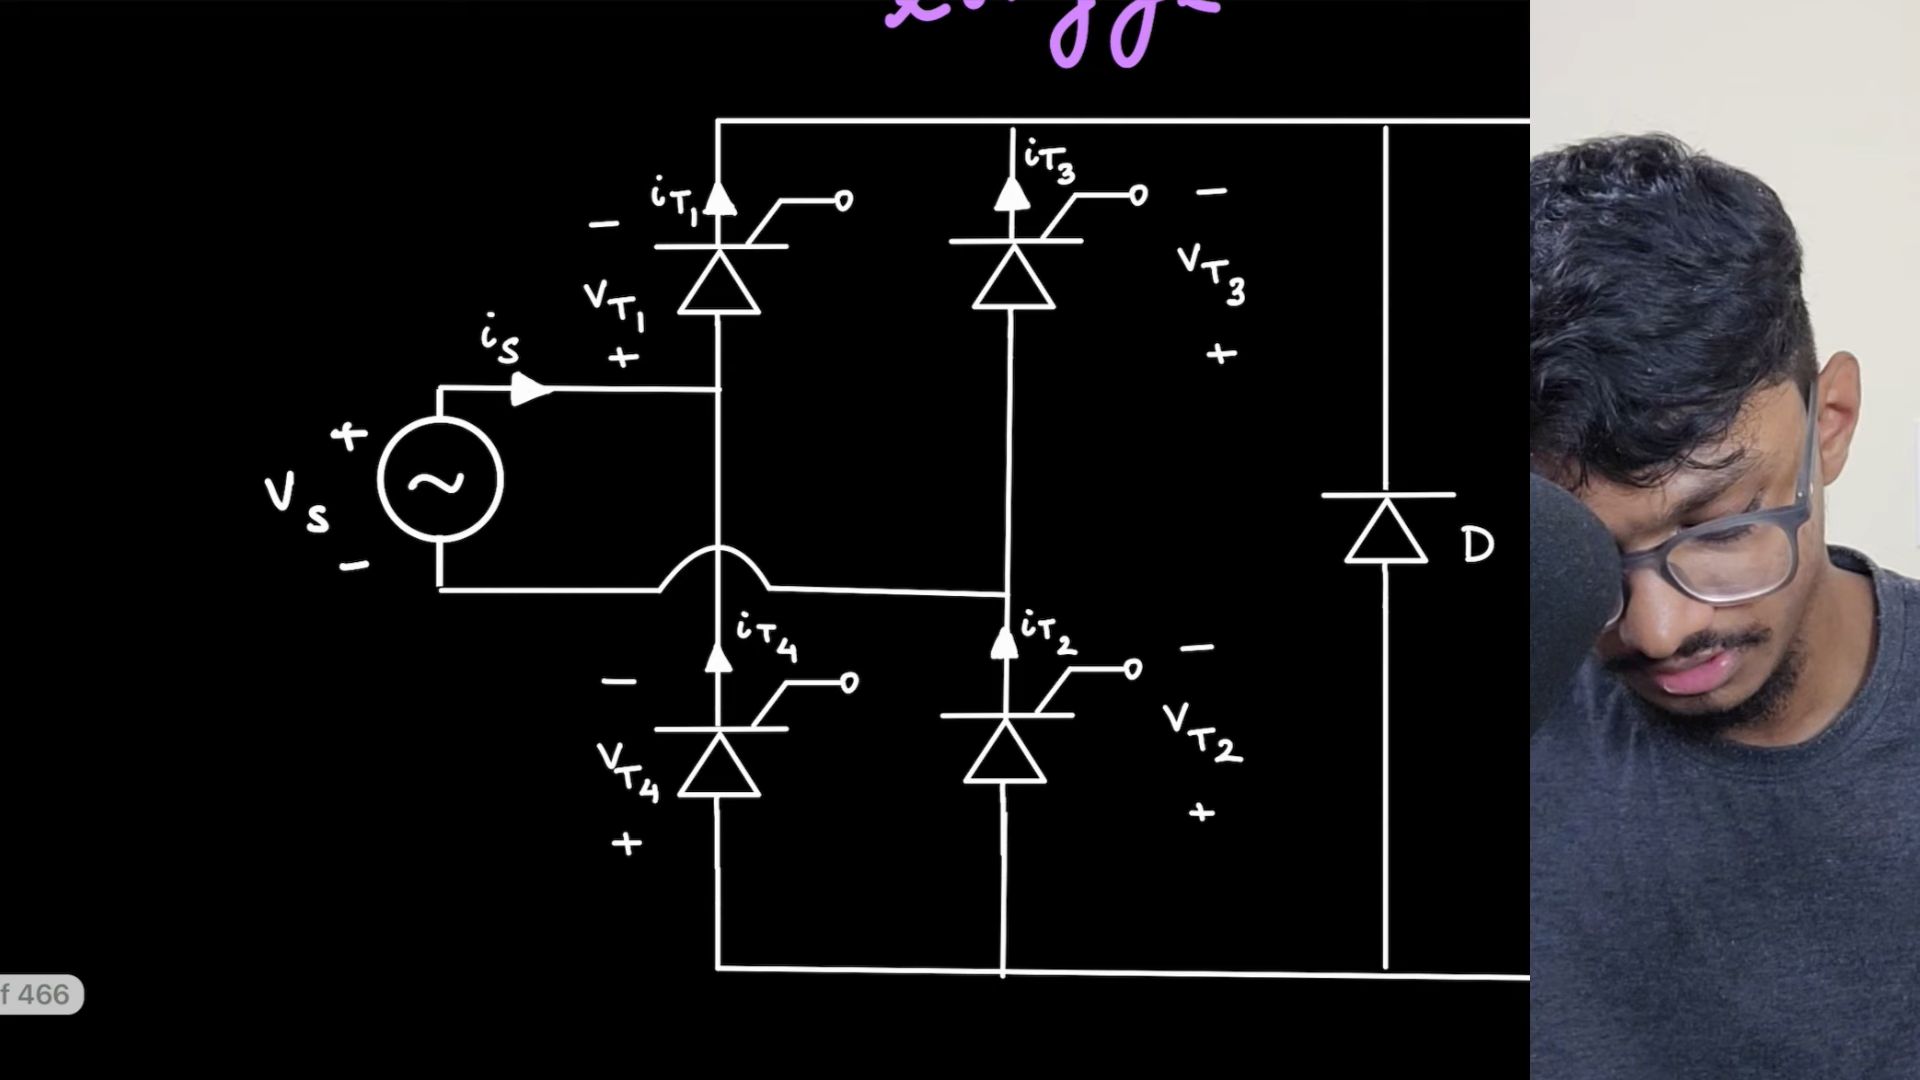 iT1
iT3
−
−
vT1
vT3
is
+
+
+
Vs
D
−
iT4
iT2
−
−
vT4
vT2
+
+
f 466